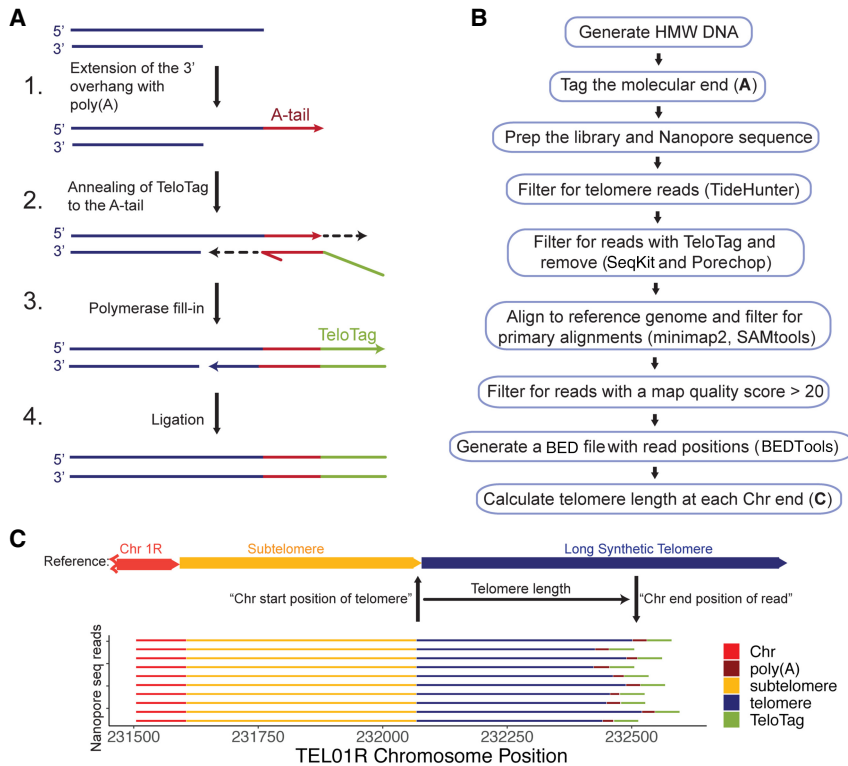 A
5'
3'
1.
Extension of the 3'
overhang with
poly(A)
A-tail
5'
3'
2.
Annealing of TeloTag
to the A-tail
5'
3'
3.
Polymerase fill-in
TeloTag
5'
3'
4.
Ligation
5'
3'
B
Generate HMW DNA
Tag the molecular end (A)
Prep the library and Nanopore sequence
Filter for telomere reads (TideHunter)
Filter for reads with TeloTag and
remove (SeqKit and Porechop)
Align to reference genome and filter for
primary alignments (minimap2, SAMtools)
Filter for reads with a map quality score > 20
Generate a BED file with read positions (BEDTools)
Calculate telomere length at each Chr end (C)
C
Chr 1R
Subtelomere
Long Synthetic Telomere
Reference:
"Chr start position of telomere"
Telomere length
"Chr end position of read"
Nanopore seq reads
Chr
poly(A)
subtelomere
telomere
TeloTag
231500
231750
232000
232250
232500
TEL01R Chromosome Position